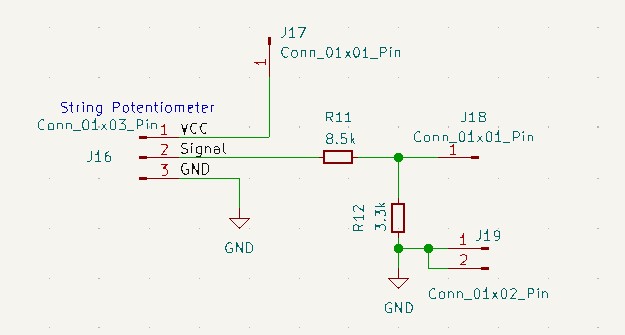 J17
Conn_01x01_Pin
1
String Potentiometer
Conn_01x03_Pin
1 VCC
J16
2 Signal
3 GND
R11
8.5k
J18
Conn_01x01_Pin
1
R12
3.3k
GND
1 J19
2
Conn_01x02_Pin
GND